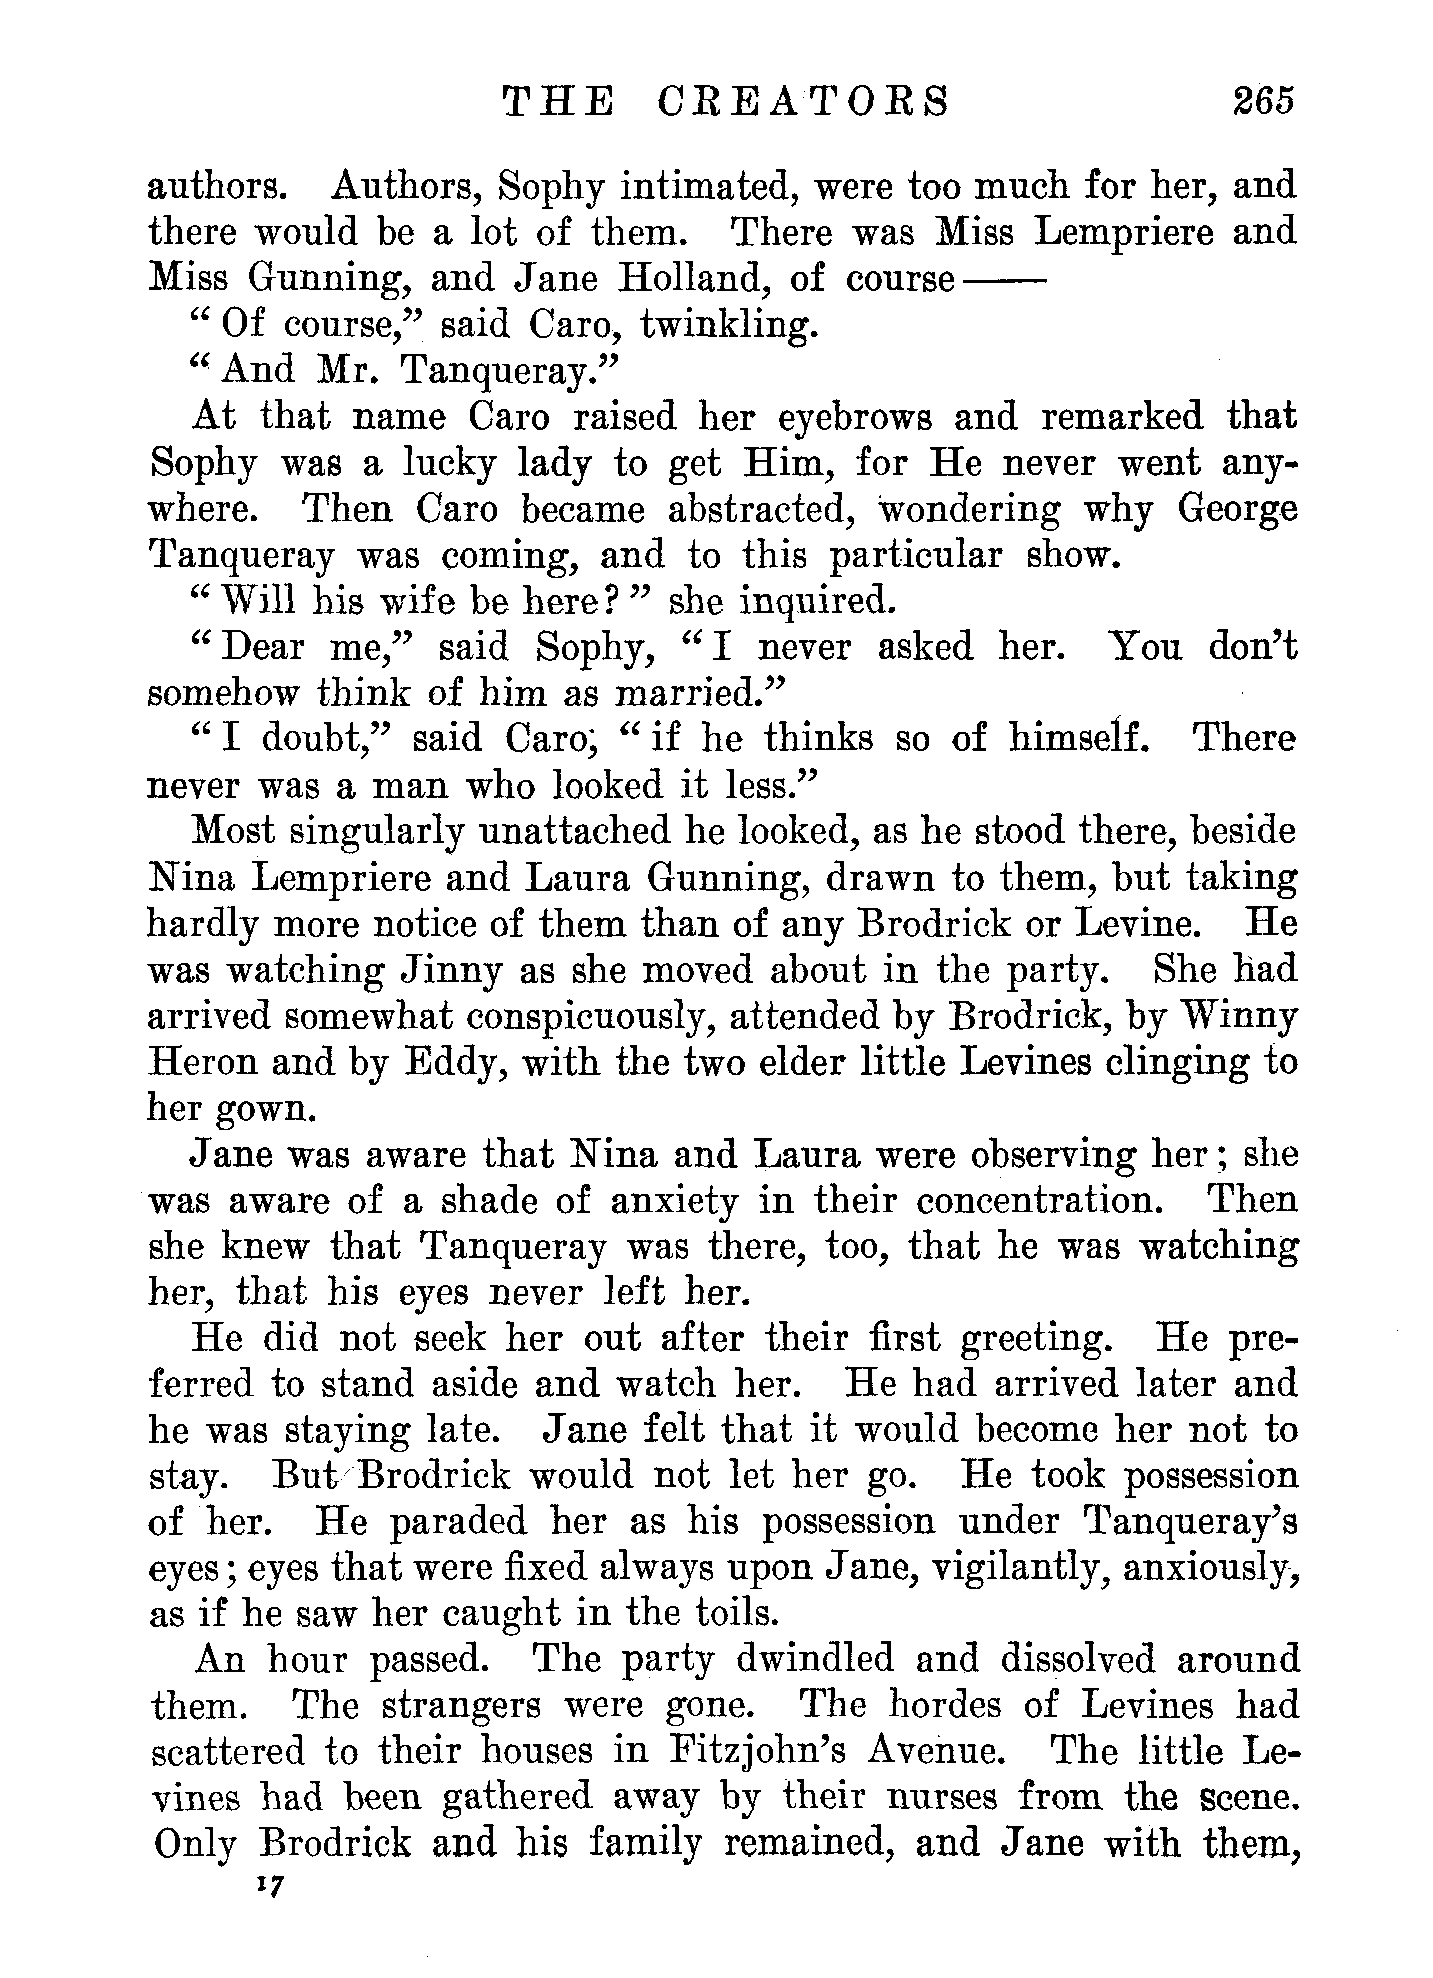 THE CREATORS 265
authors. Authors, Sophy intimated, were too much for her, and
there would be a lot of them. There was Miss Lempriere and
Miss Gunning, and Jane Holland, of course——
“Of course,” said Caro, twinkling.
“And Mr. Tanqueray.”
At that name Caro raised her eyebrows and remarked that
Sophy was a lucky lady to get Him, for He never went any-
where. Then Caro became abstracted, wondering why George
Tanqueray was coming, and to this particular show.
“Will his wife be here?” she inquired.
“Dear me,” said Sophy, “I never asked her. You don’t
somehow think of him as married.”
“I doubt,” said Caro, “if he thinks so of himself. There
never was a man who looked it less.”
Most singularly unattached he looked, as he stood there, beside
Nina Lempriere and Laura Gunning, drawn to them, but taking
hardly more notice of them than of any Brodrick or Levine. He
was watching Jinny as she moved about in the party. She had
arrived somewhat conspicuously, attended by Brodrick, by Winny
Heron and by Eddy, with the two elder little Levines clinging to
her gown.
Jane was aware that Nina and Laura were observing her; she
was aware of a shade of anxiety in their concentration. Then
she knew that Tanqueray was there, too, that he was watching
her, that his eyes never left her.
He did not seek her out after their first greeting. He pre-
ferred to stand aside and watch her. He had arrived later and
he was staying late. Jane felt that it would become her not to
stay. But Brodrick would not let her go. He took possession
of her. He paraded her as his possession under Tanqueray’s
eyes; eyes that were fixed always upon Jane, vigilantly, anxiously,
as if he saw her caught in the toils.
An hour passed. The party dwindled and dissolved around
them. The strangers were gone. The hordes of Levines had
scattered to their houses in Fitzjohn’s Avenue. The little Le-
vines had been gathered away by their nurses from the scene.
Only Brodrick and his family remained, and Jane with them,
17